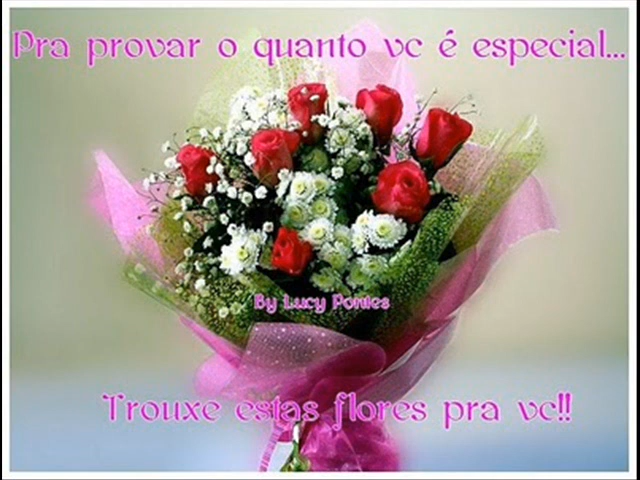 Pra provar o quanto vc é especial...
By Lucy Pontes
Trouxe estas flores pra vc!!